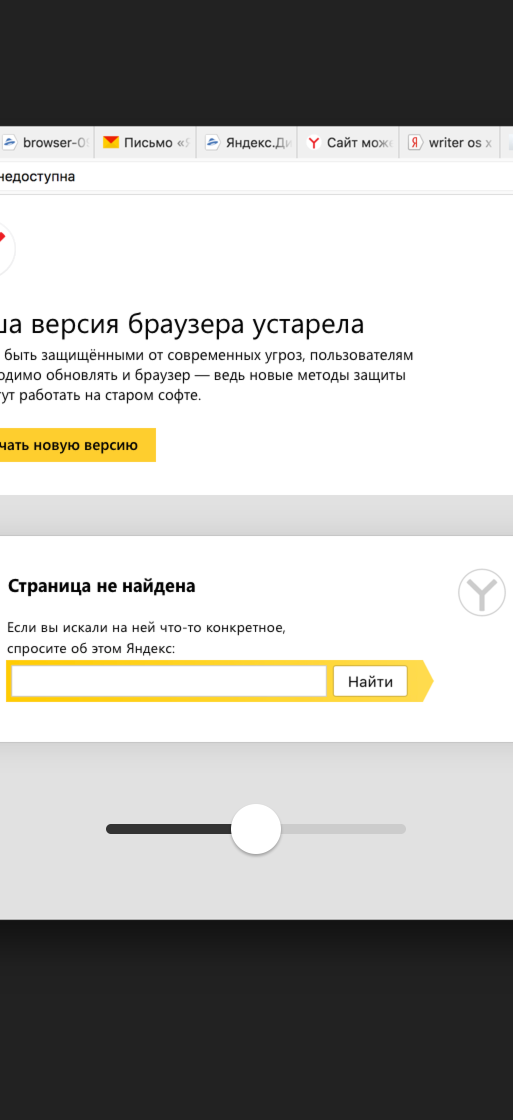 browser-09
Письмо «Я
Яндекс.Ди
Сайт може
writer os x
недоступна
ша версия браузера устарела
быть защищёнными от современных угроз, пользователям
одимо обновлять и браузер — ведь новые методы защиты
гут работать на старом софте.
чать новую версию
Страница не найдена
Если вы искали на ней что-то конкретное,
спросите об этом Яндекс:
Найти